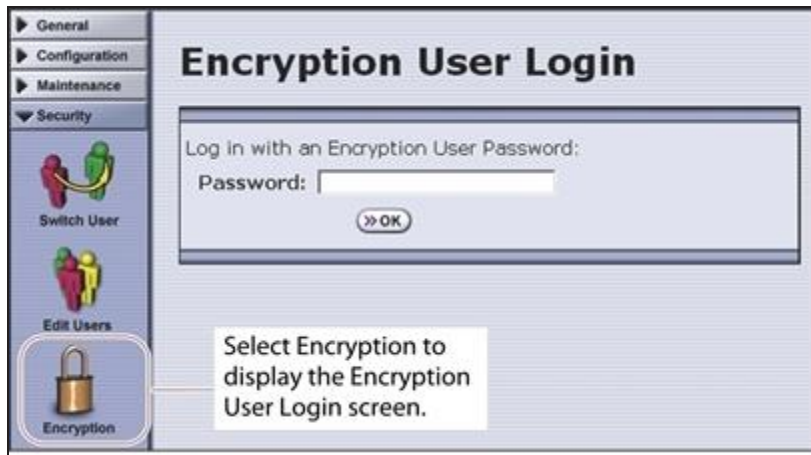 General
Configuration
Maintenance
Security
Switch User
Edit Users
Encryption
Encryption User Login
Log in with an Encryption User Password:
Password:
OK
Select Encryption to
display the Encryption
User Login screen.